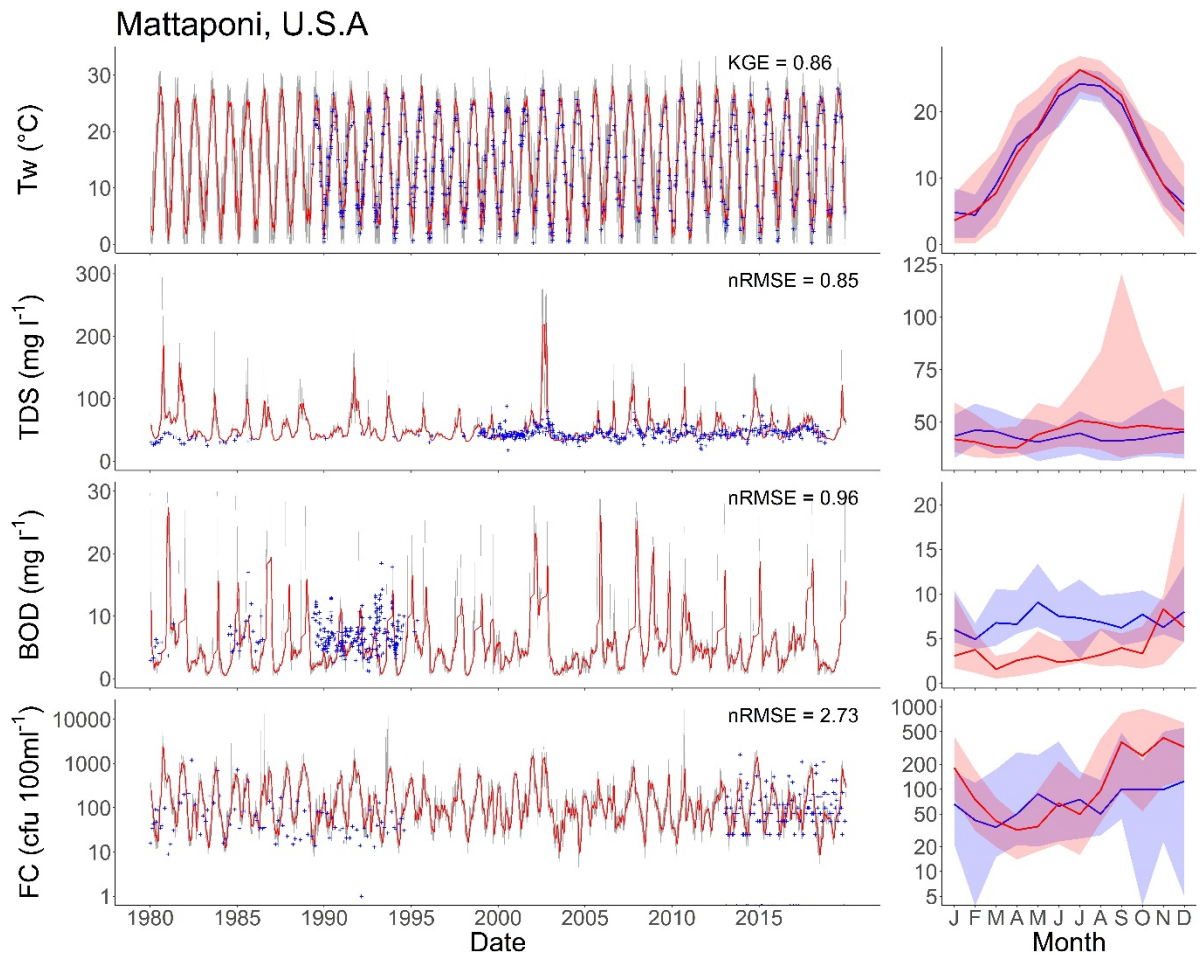 Mattaponi, U.S.A
Tw (°C)
30
20
10
0
KGE = 0.86
20
10
0
TDS (mg l⁻¹)
300
200
100
0
nRMSE = 0.85
125
100
75
50
BOD (mg l⁻¹)
30
20
10
0
nRMSE = 0.96
20
15
10
5
0
FC (cfu 100ml⁻¹)
10000
1000
100
10
1
nRMSE = 2.73
1000
500
200
100
50
20
10
5
1980 1985 1990 1995 2000 2005 2010 2015
Date
J F M A M J J A S O N D
Month